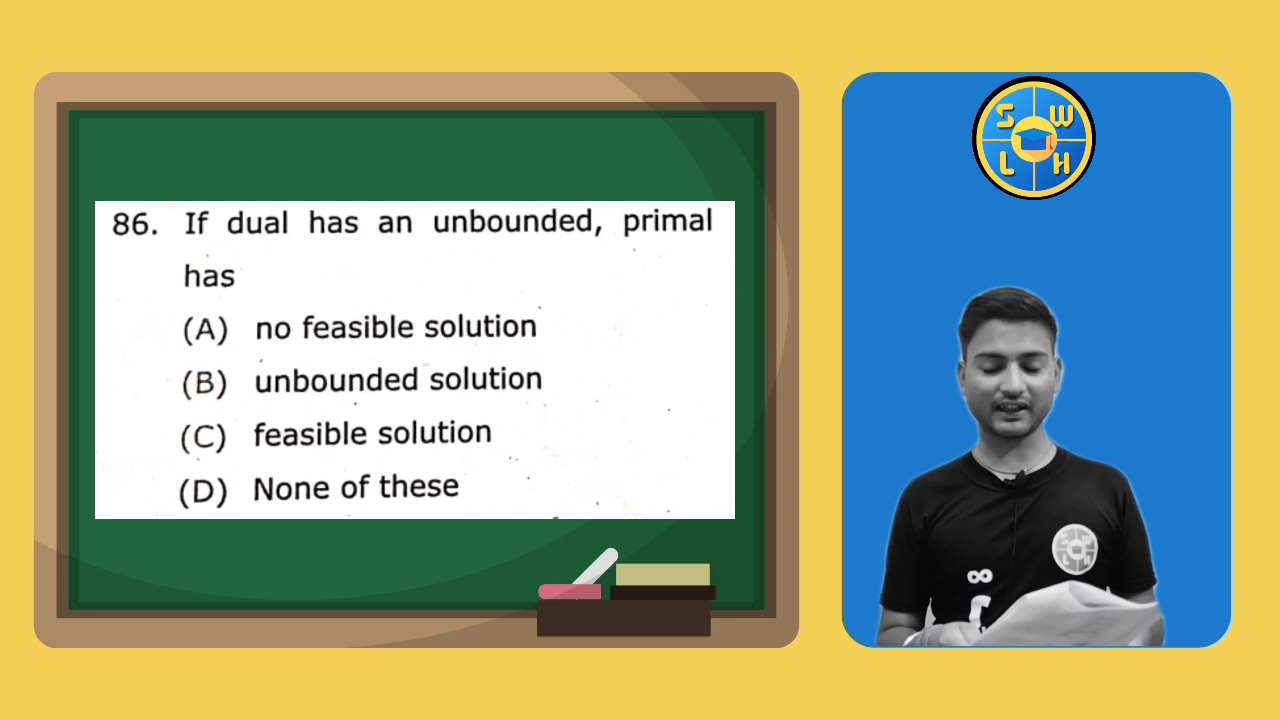 86. If dual has an unbounded, primal
has
(A) no feasible solution
(B) unbounded solution
(C) feasible solution
(D) None of these
S W
L H
S W
L H
∞